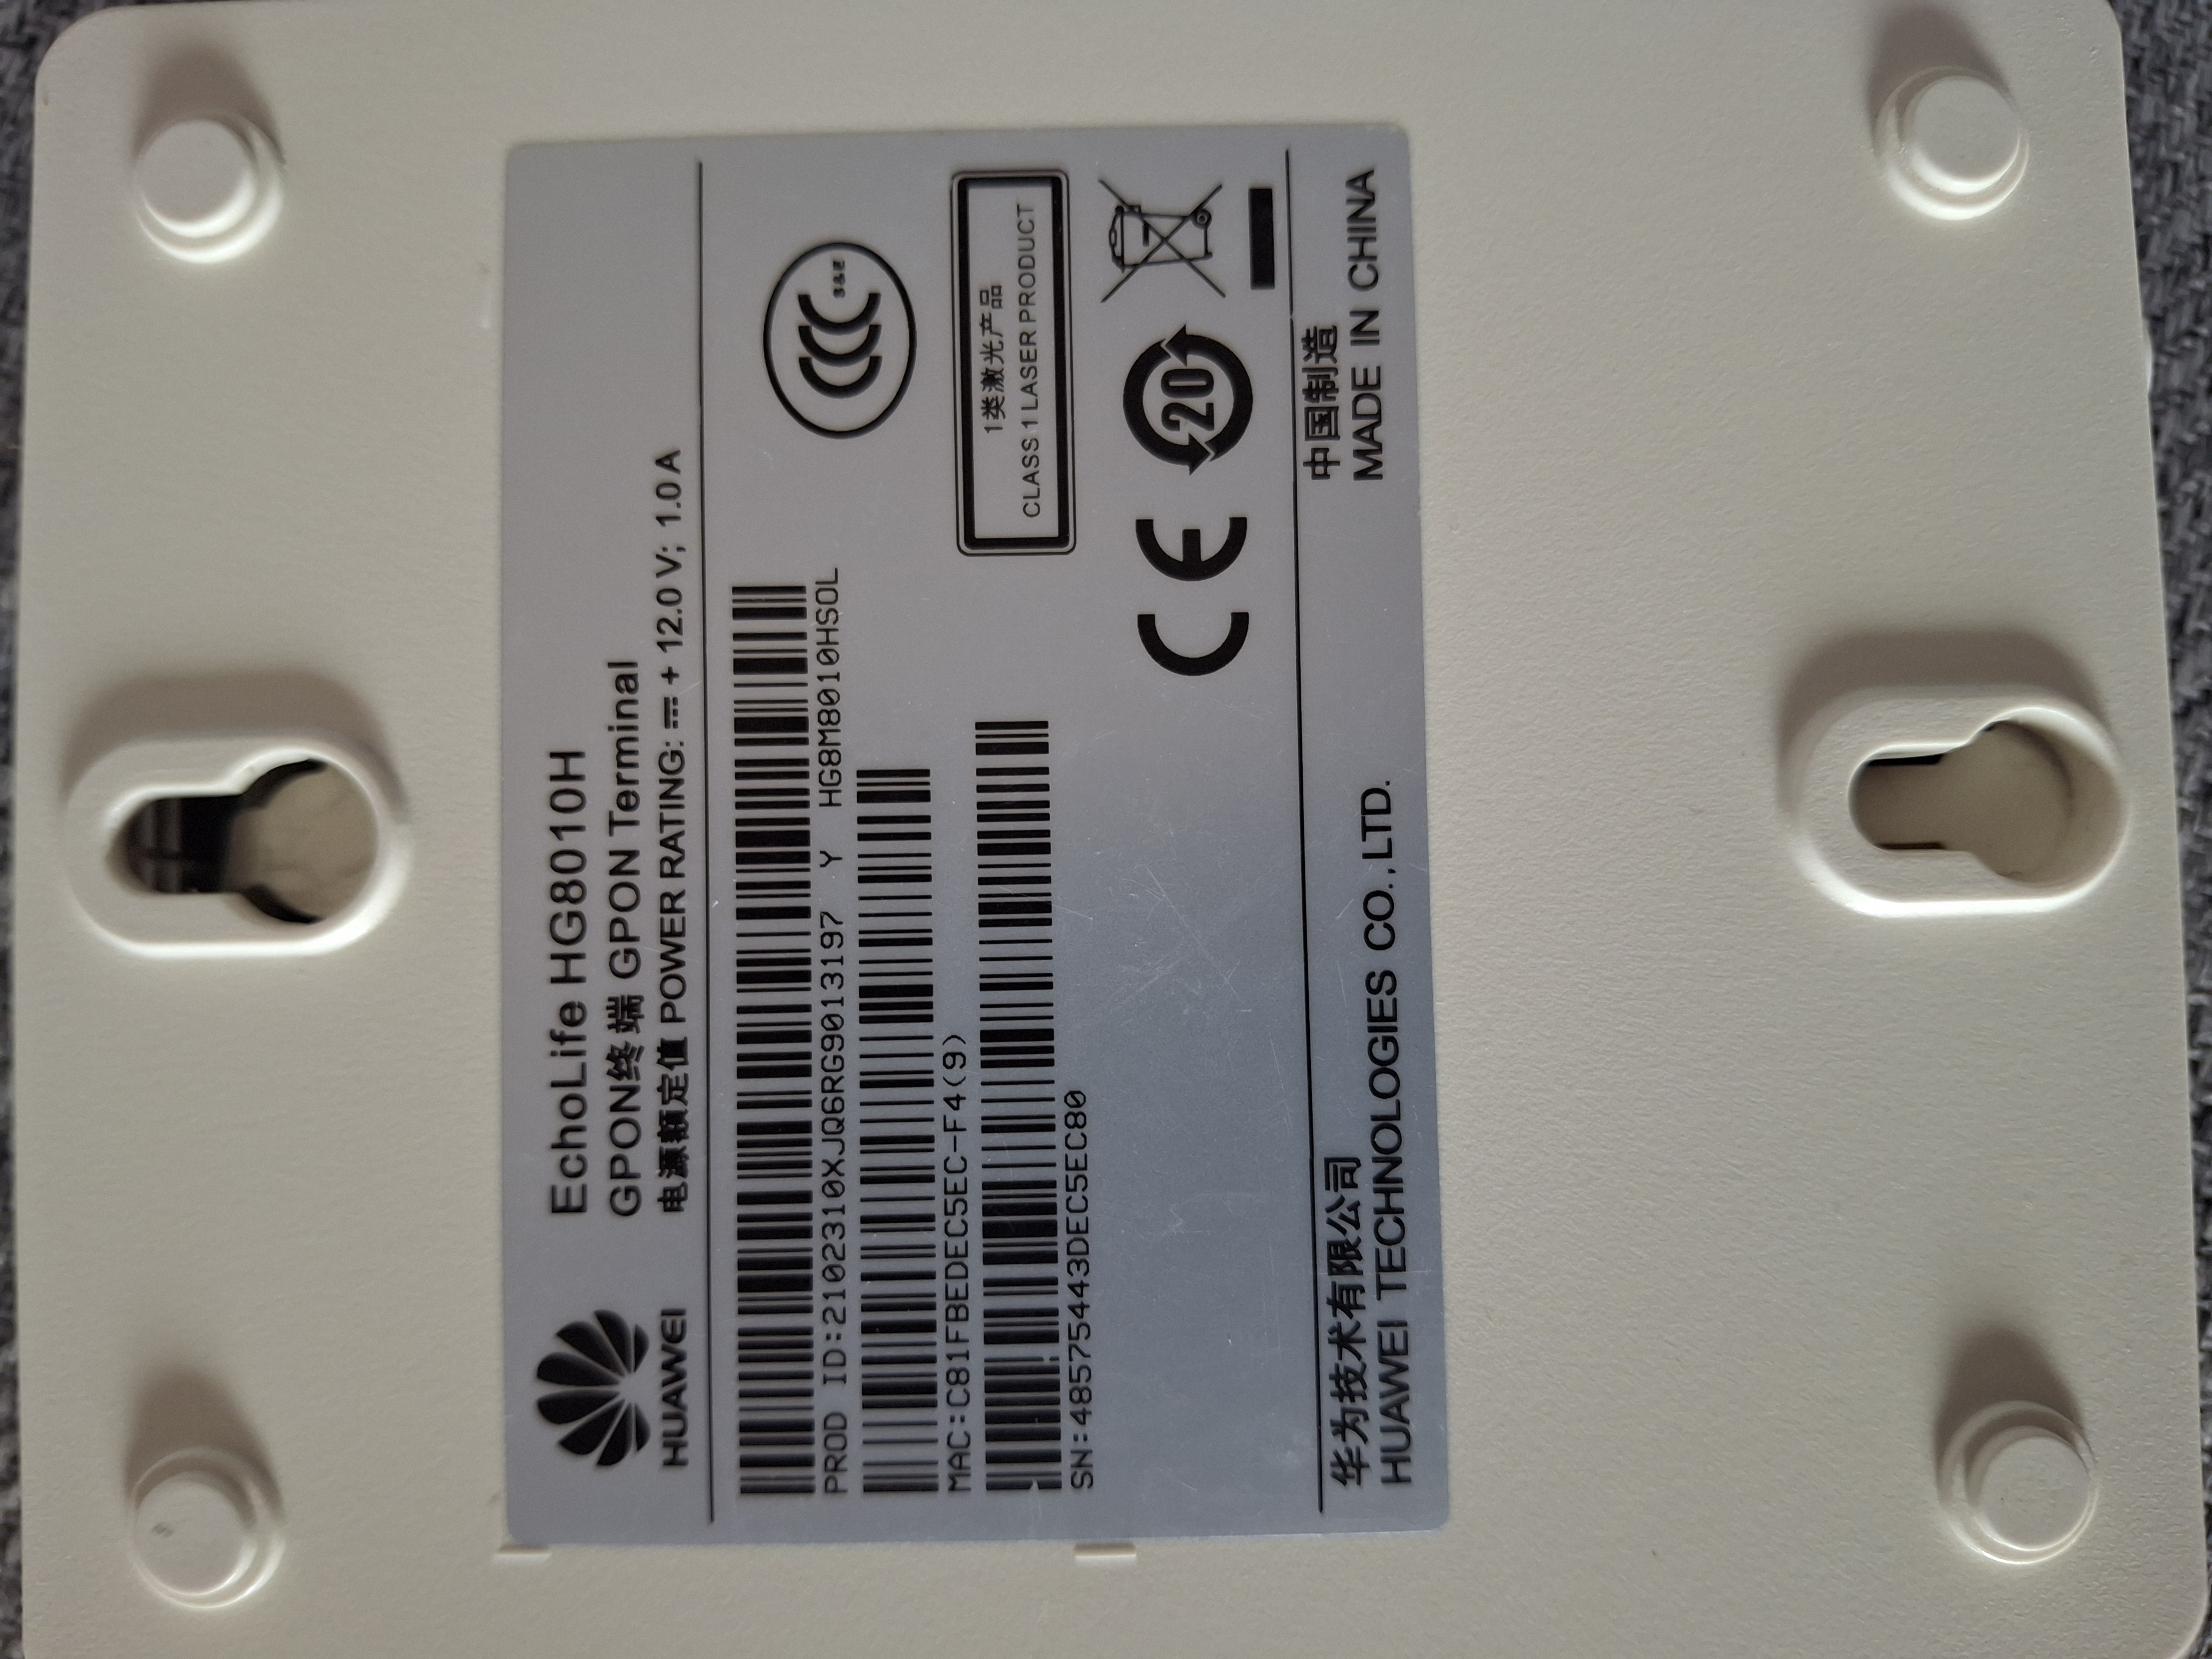 HUAWEI
EchoLife HG8010H
GPON终端 GPON Terminal
电源额定值 POWER RATING: ⎓ + 12.0 V; 1.0 A
PROD ID:2102310XJQ6RG9013197 Y HG8M8010HSOL
MAC:C81FBEDEC5EC-F4(9)
SN:48575443DEC5EC80
CCC
S&E
1类激光产品
CLASS 1 LASER PRODUCT
CE
20
华为技术有限公司
HUAWEI TECHNOLOGIES CO.,LTD.
中国制造
MADE IN CHINA